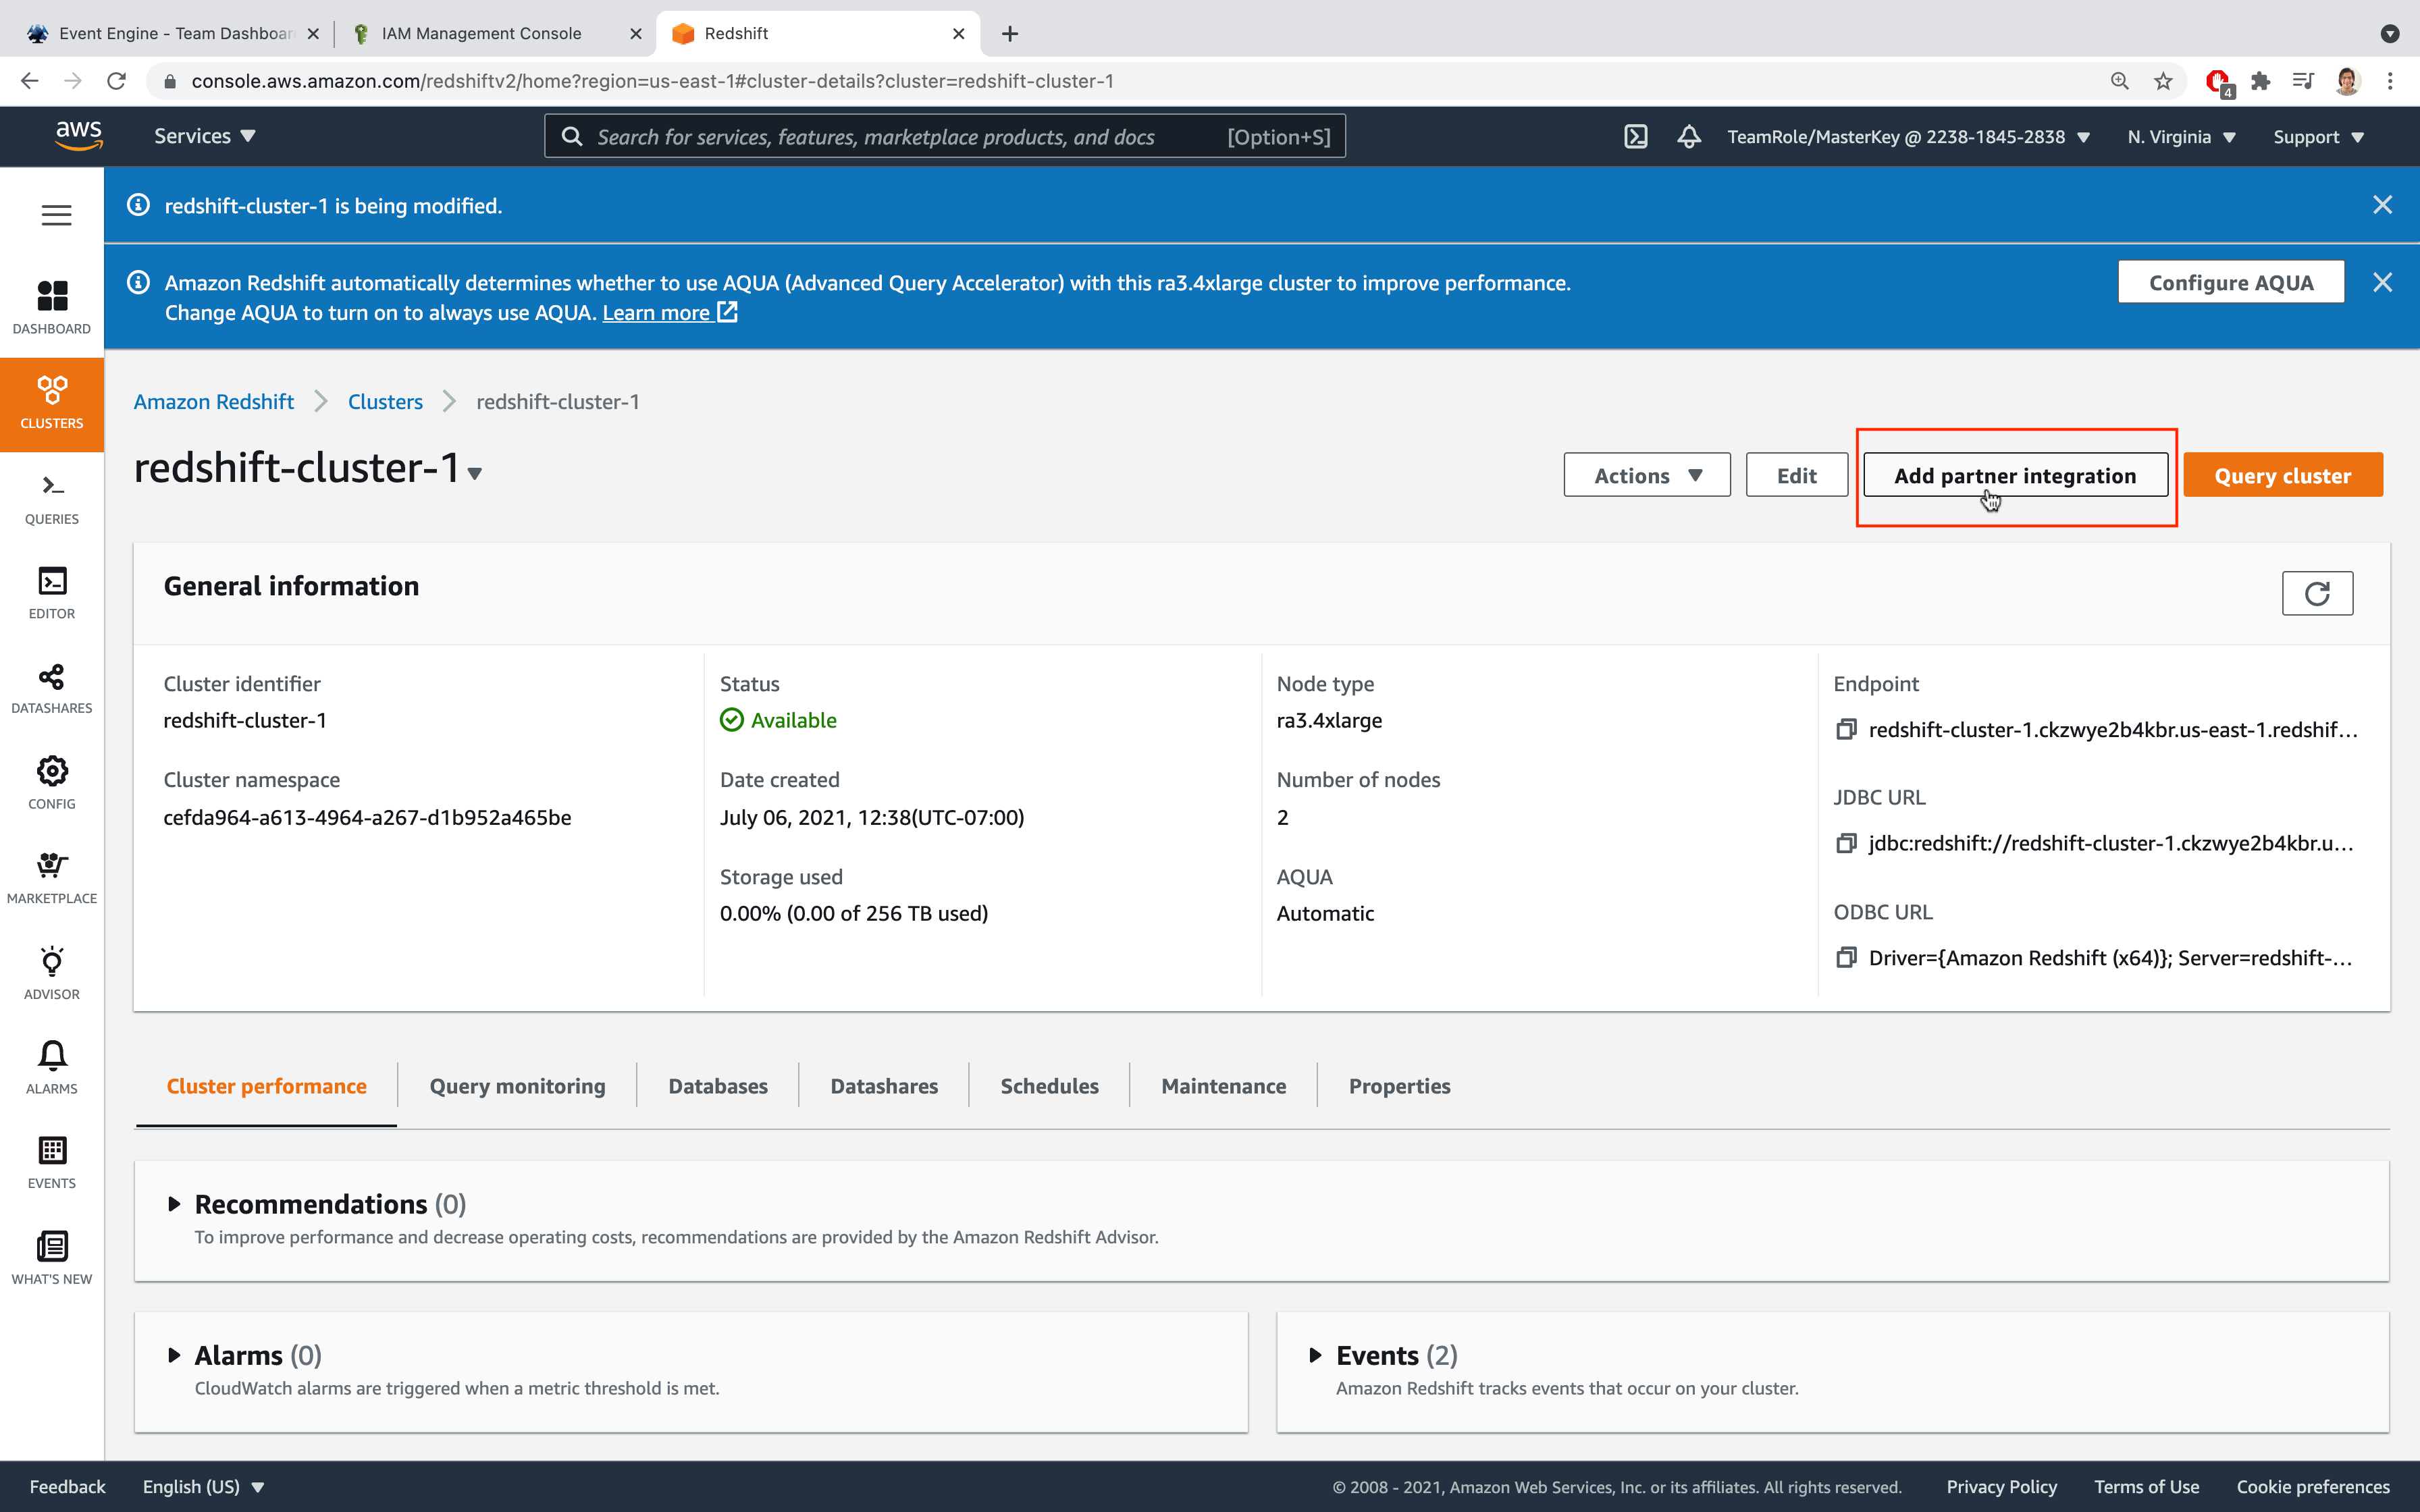 Event Engine - Team Dashboar
IAM Management Console
Redshift
console.aws.amazon.com/redshiftv2/home?region=us-east-1#cluster-details?cluster=redshift-cluster-1
4
aws
Services
Search for services, features, marketplace products, and docs [Option+S]
TeamRole/MasterKey @ 2238-1845-2838
N. Virginia
Support
redshift-cluster-1 is being modified.
Amazon Redshift automatically determines whether to use AQUA (Advanced Query Accelerator) with this ra3.4xlarge cluster to improve performance.
Change AQUA to turn on to always use AQUA. Learn more
Configure AQUA
DASHBOARD
CLUSTERS
QUERIES
EDITOR
DATASHARES
CONFIG
MARKETPLACE
ADVISOR
ALARMS
EVENTS
WHAT'S NEW
Amazon Redshift
Clusters
redshift-cluster-1
redshift-cluster-1
Actions
Edit
Add partner integration
Query cluster
General information
Cluster identifier
redshift-cluster-1
Cluster namespace
cefda964-a613-4964-a267-d1b952a465be
Status
Available
Date created
July 06, 2021, 12:38(UTC-07:00)
Storage used
0.00% (0.00 of 256 TB used)
Node type
ra3.4xlarge
Number of nodes
2
AQUA
Automatic
Endpoint
redshift-cluster-1.ckzwye2b4kbr.us-east-1.redshif...
JDBC URL
jdbc:redshift://redshift-cluster-1.ckzwye2b4kbr.u...
ODBC URL
Driver={Amazon Redshift (x64)}; Server=redshift-...
Cluster performance
Query monitoring
Databases
Datashares
Schedules
Maintenance
Properties
Recommendations (0)
To improve performance and decrease operating costs, recommendations are provided by the Amazon Redshift Advisor.
Alarms (0)
CloudWatch alarms are triggered when a metric threshold is met.
Events (2)
Amazon Redshift tracks events that occur on your cluster.
Feedback
English (US)
© 2008 - 2021, Amazon Web Services, Inc. or its affiliates. All rights reserved.
Privacy Policy
Terms of Use
Cookie preferences